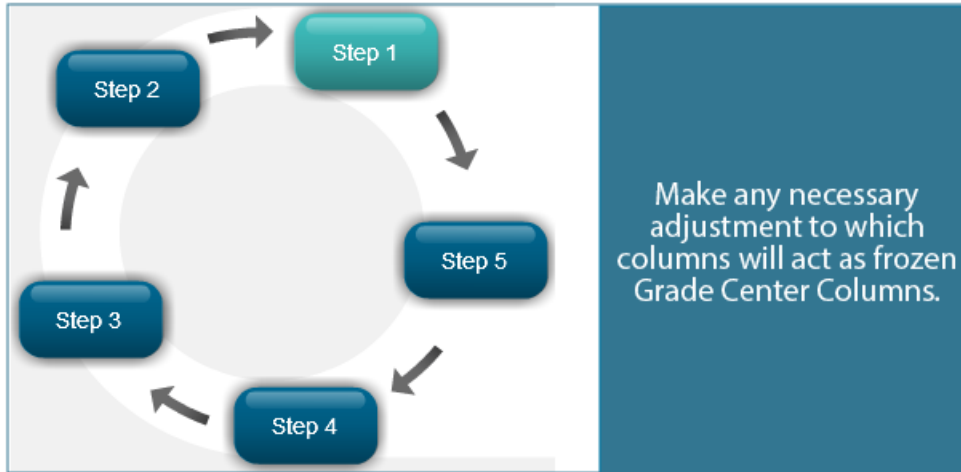 Step 1
Step 2
Step 5
Step 3
Step 4
Make any necessary
adjustment to which
columns will act as frozen
Grade Center Columns.